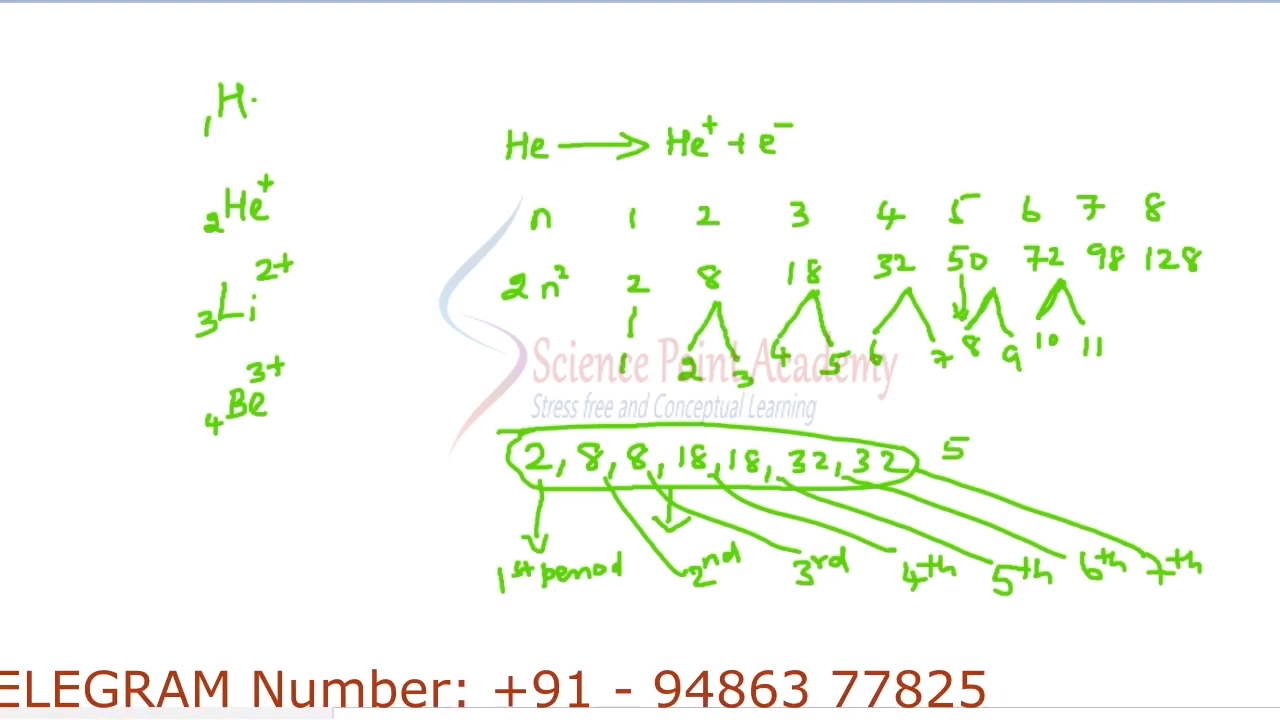 ₁H·
₂He⁺
₃Li²⁺
₄Be³⁺
He ⟶ He⁺ + e⁻
n 1 2 3 4 5 6 7 8
2n² 2 8 18 32 50 72 98 128
1 2 3 4 5 6 7 8 9 10 11
Science Point Academy
Stress free and Conceptual Learning
2, 8, 8, 18, 18, 32, 32 5
1st period 2nd 3rd 4th 5th 6th 7th
ELEGRAM Number: +91 - 94863 77825